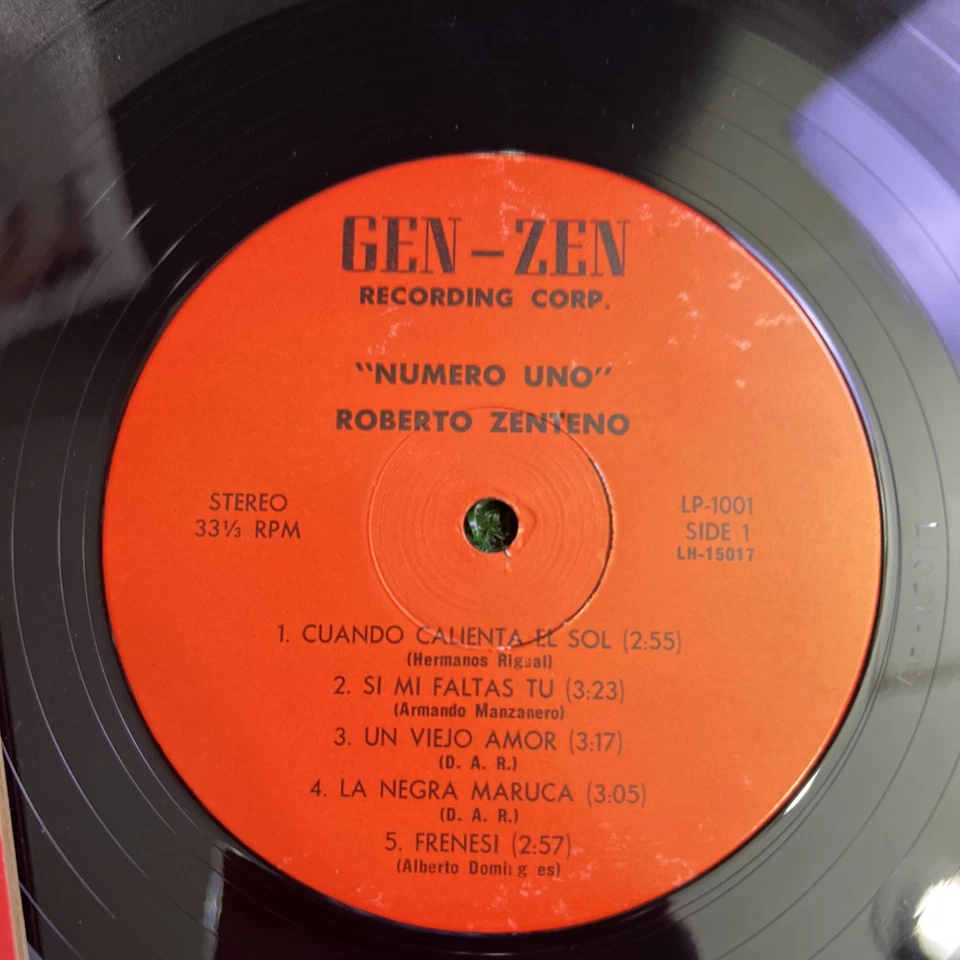 GEN-ZEN
RECORDING CORP.
"NUMERO UNO"
ROBERTO ZENTENO
STEREO
33⅓ RPM
LP-1001
SIDE 1
LH-15017
1. CUANDO CALIENTA EL SOL (2:55)
(Hermanos Rigual)
2. SI MI FALTAS TU (3:23)
(Armando Manzanero)
3. UN VIEJO AMOR (3:17)
(D. A. R.)
4. LA NEGRA MARUCA (3:05)
(D. A. R.)
5. FRENESI (2:57)
(Alberto Dominges)